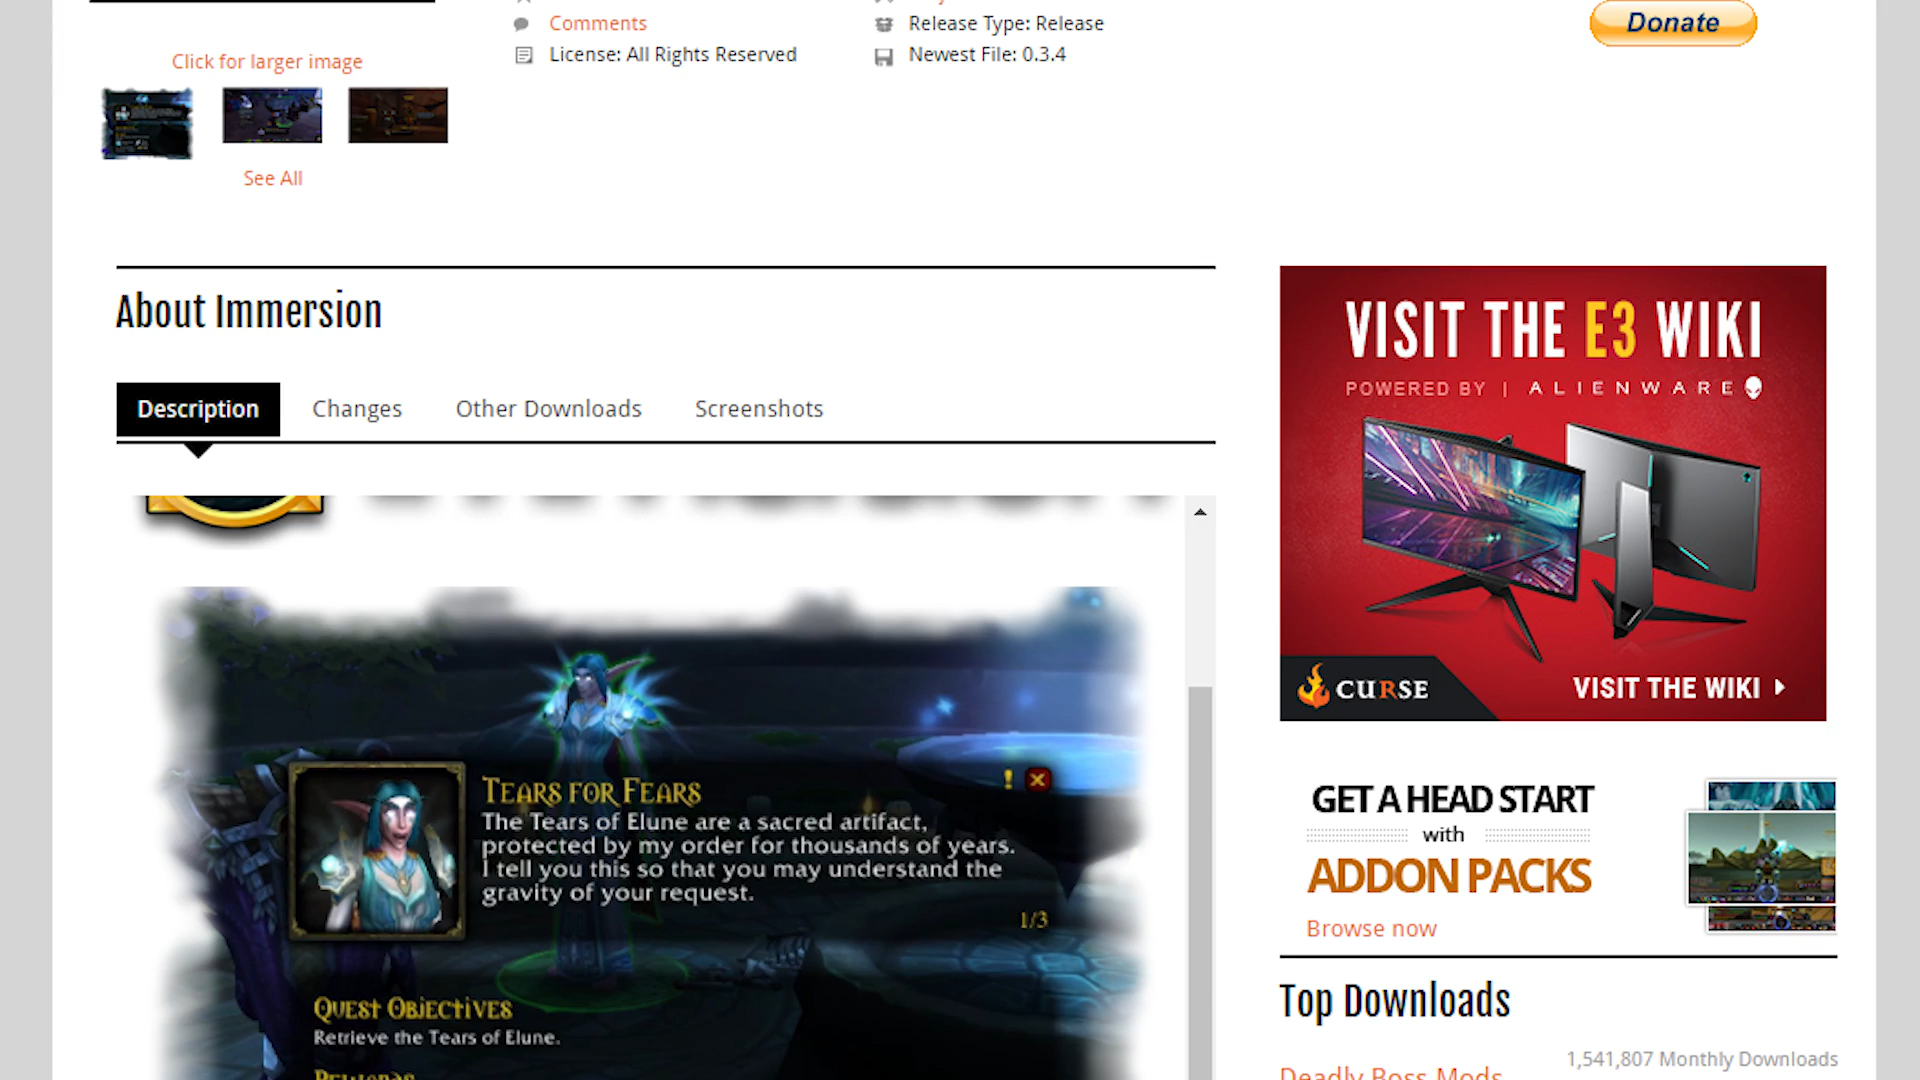 Comments
License: All Rights Reserved
Release Type: Release
Newest File: 0.3.4
Donate
Click for larger image
See All
About Immersion
Description
Changes
Other Downloads
Screenshots
TEARS FOR FEARS
The Tears of Elune are a sacred artifact,
protected by my order for thousands of years.
I tell you this so that you may understand the
gravity of your request.
1/3
QUEST OBJECTIVES
Retrieve the Tears of Elune.
REWARDS
VISIT THE E3 WIKI
POWERED BY | ALIENWARE
CURSE
VISIT THE WIKI
GET A HEAD START
with
ADDON PACKS
Browse now
Top Downloads
1,541,807 Monthly Downloads
Deadly Boss Mods